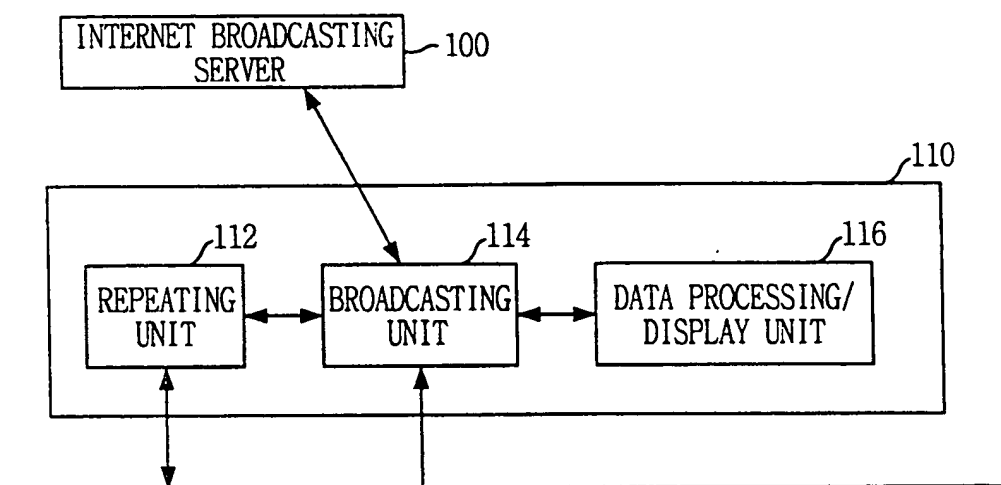 INTERNET BROADCASTING
SERVER
100
110
112
114
116
REPEATING
UNIT
BROADCASTING
UNIT
DATA PROCESSING/
DISPLAY UNIT